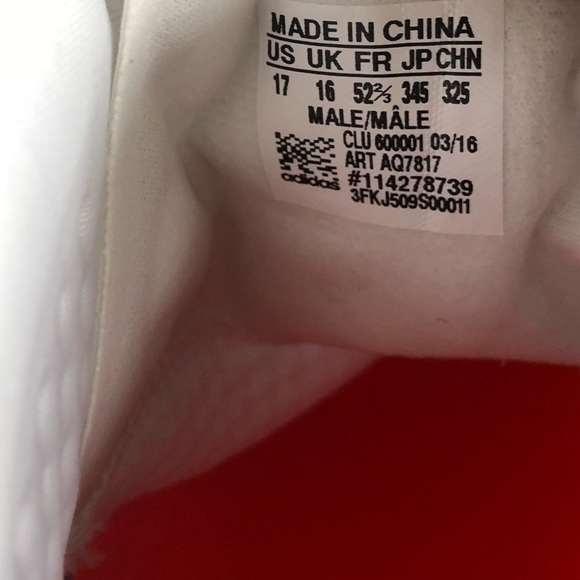 MADE IN CHINA
US UK FR JP CHN
17 16 52⅔ 345 325
MALE/MÂLE
CLU 600001 03/16
ART AQ7817
adidas #114278739
3FKJ509S00011